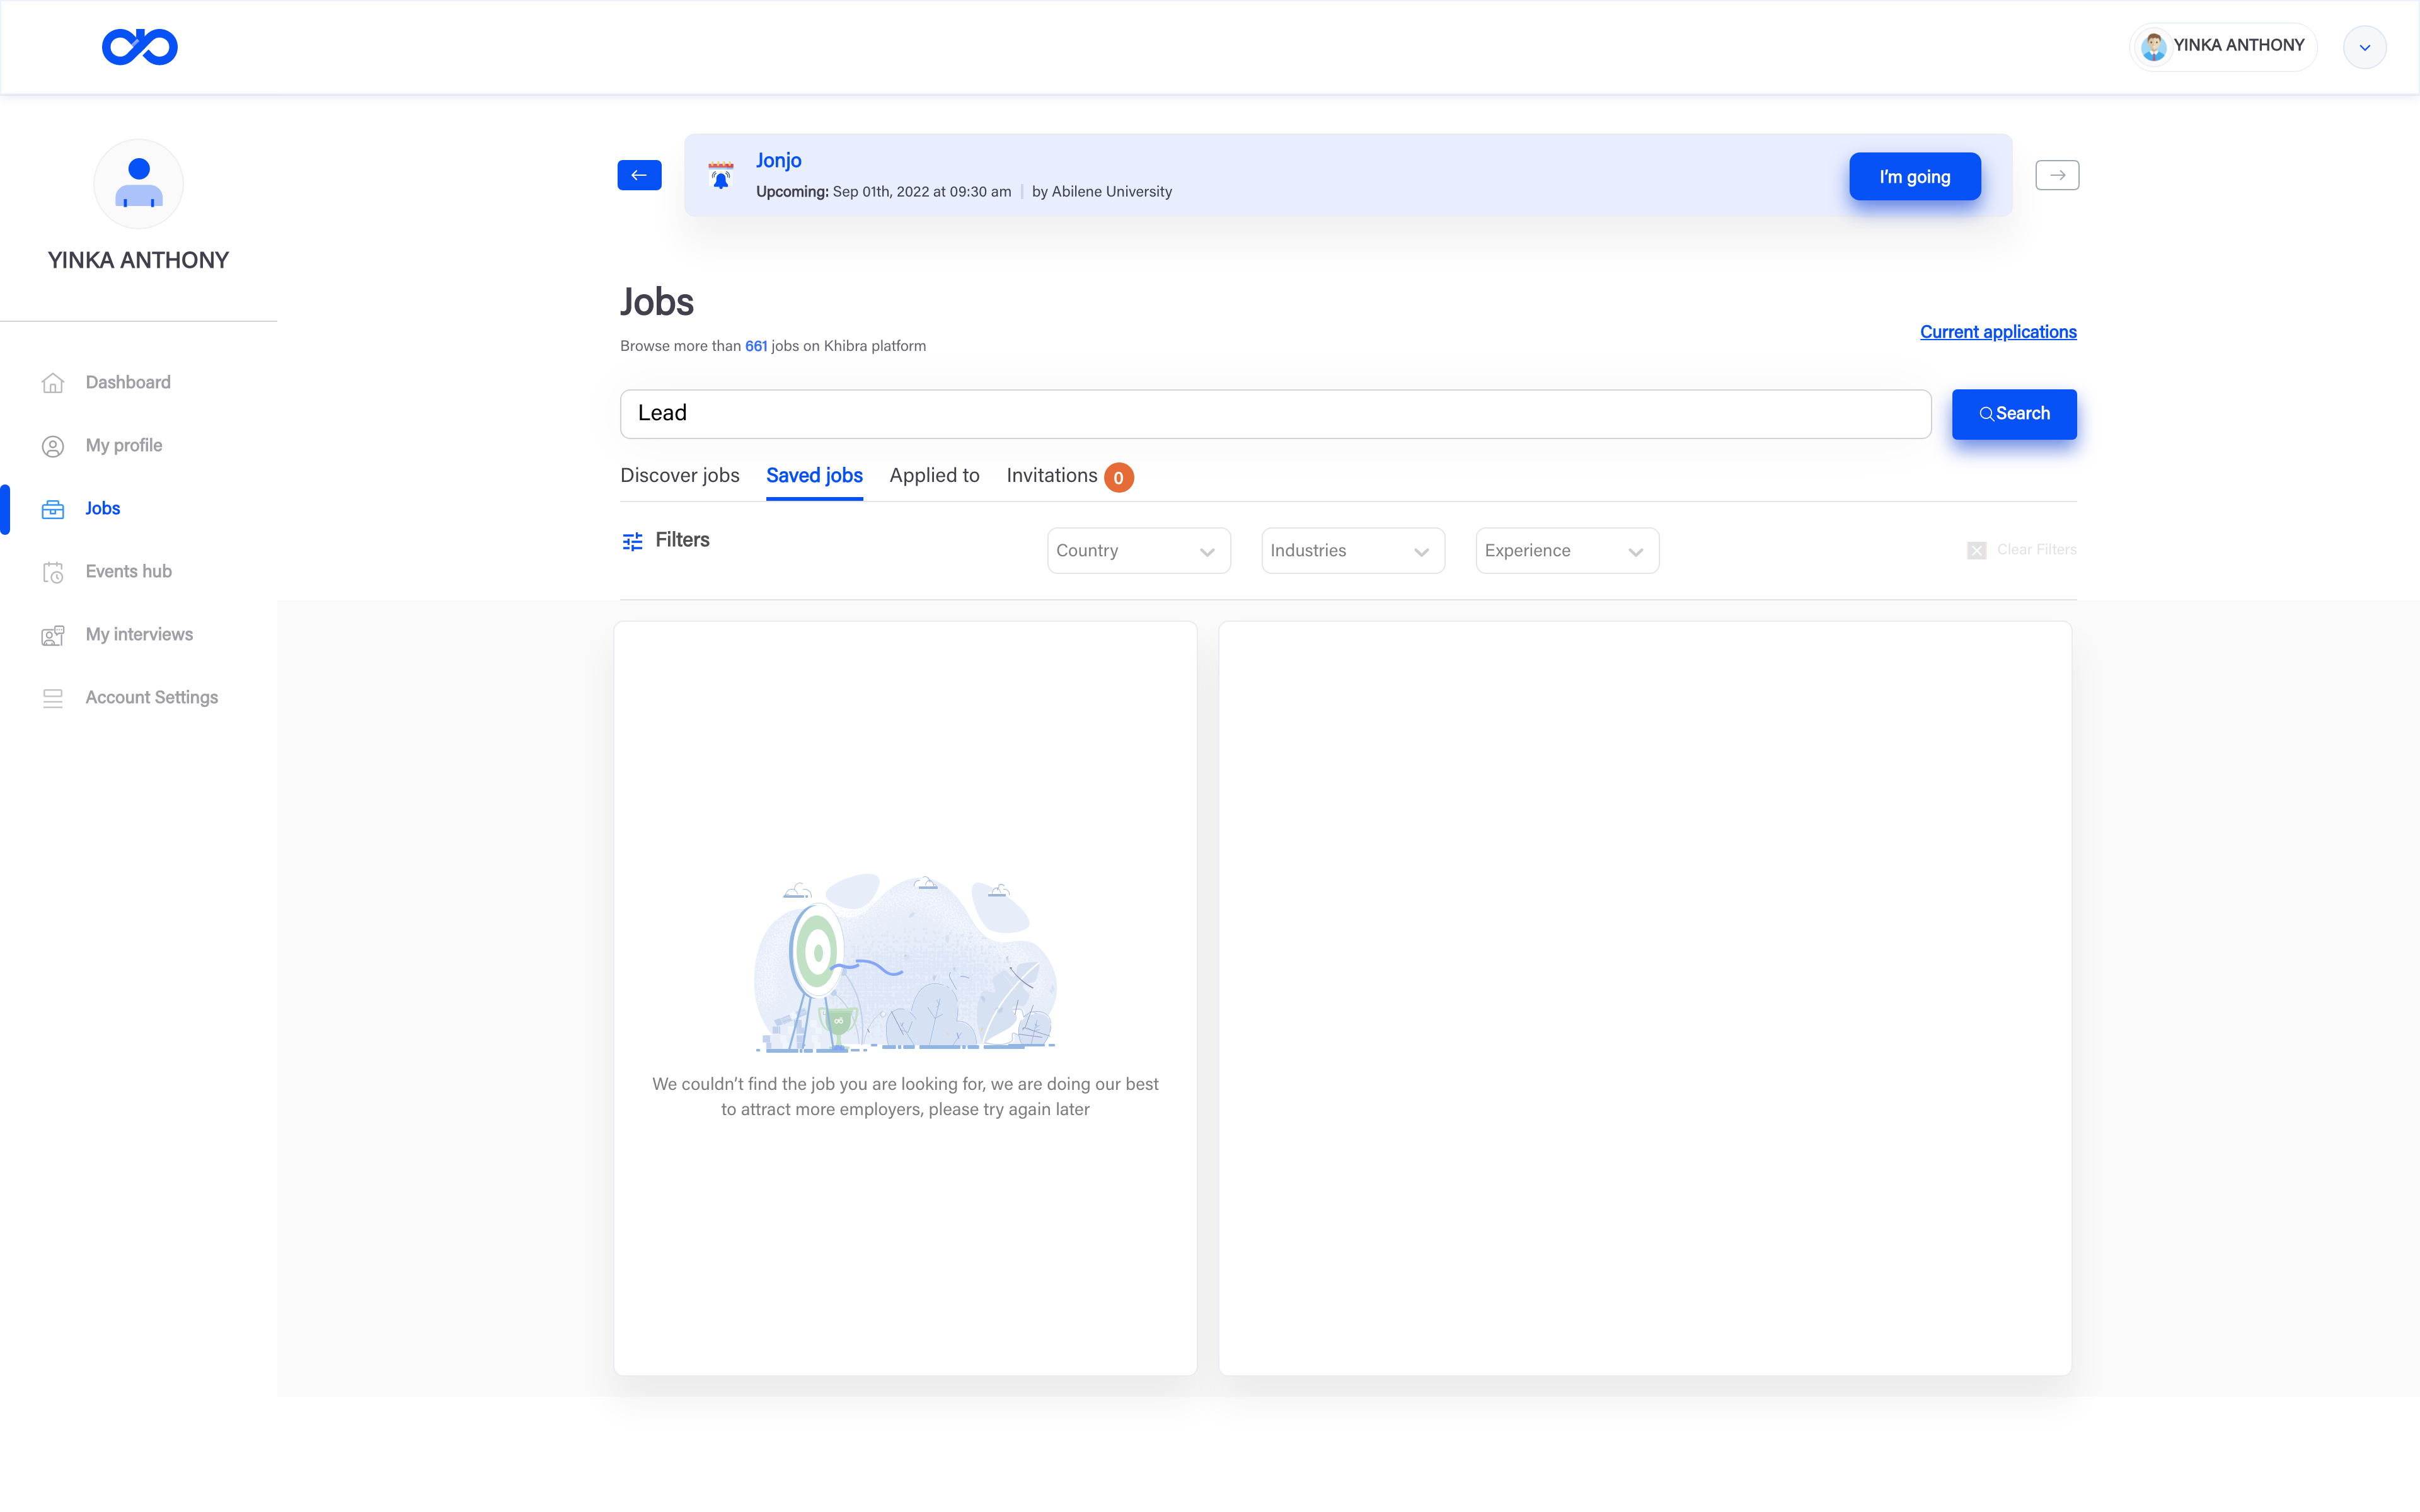 YINKA ANTHONY
YINKA ANTHONY
Dashboard
My profile
Jobs
Events hub
My interviews
Account Settings
Jonjo
Upcoming: Sep 01th, 2022 at 09:30 am | by Abilene University
I'm going
Jobs
Browse more than 661 jobs on Khibra platform
Current applications
Lead
Search
Discover jobs Saved jobs Applied to Invitations 0
Filters Country Industries Experience Clear Filters
We couldn't find the job you are looking for, we are doing our best
to attract more employers, please try again later